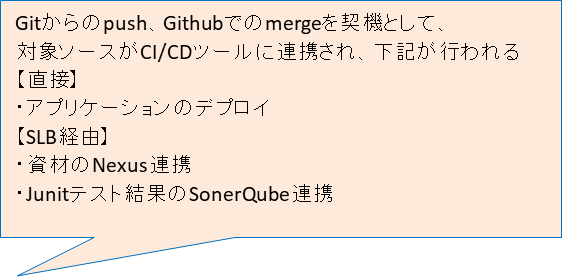 Gitからのpush、Githubでのmergeを契機として、
対象ソースがCI/CDツールに連携され、下記が行われる
【直接】
・アプリケーションのデプロイ
【SLB経由】
・資材のNexus連携
・Junitテスト結果のSonerQube連携